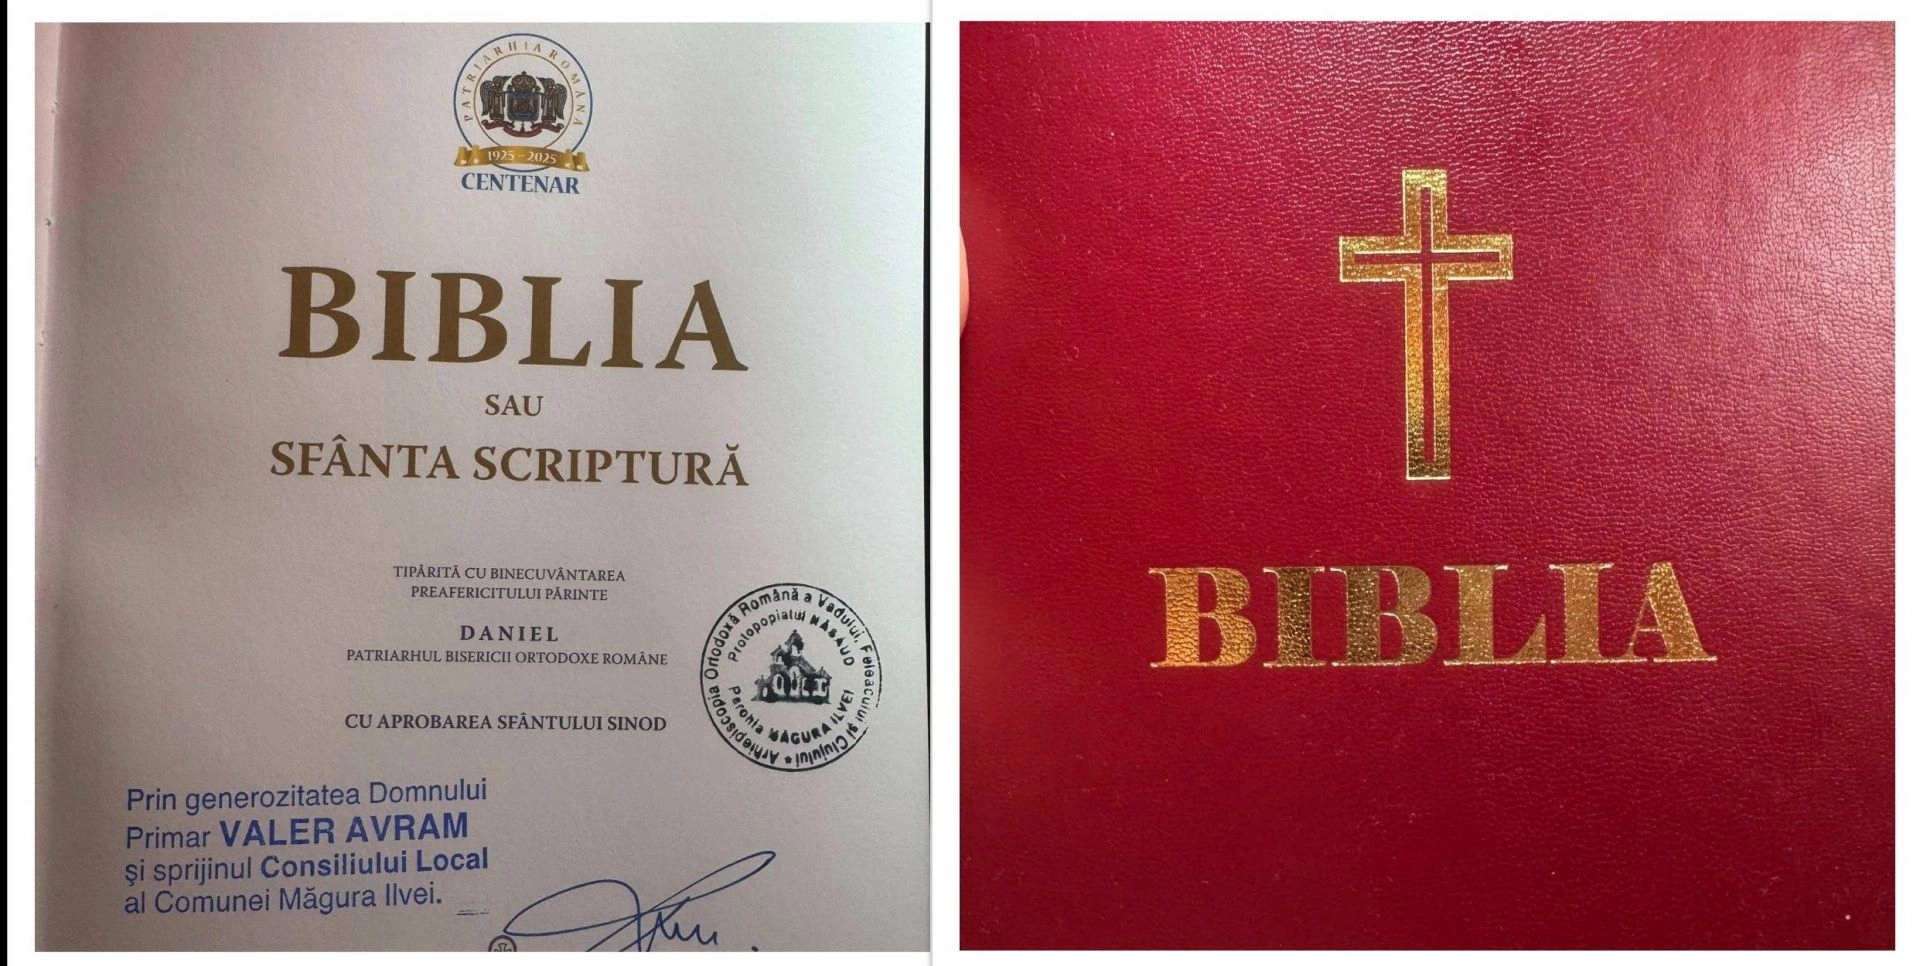 PATRIARHIA ROMÂNĂ
1925 - 2025
CENTENAR
BIBLIA
SAU
SFÂNTA SCRIPTURĂ
TIPĂRITĂ CU BINECUVÂNTAREA
PREAFERICITULUI PĂRINTE
DANIEL
PATRIARHUL BISERICII ORTODOXE ROMÂNE
CU APROBAREA SFÂNTULUI SINOD
Arhiepiscopia Ortodoxă Română a Vadului, Feleacului și Clujului
Protopopiatul NĂSĂUD
Parohia MĂGURA ILVEI
Prin generozitatea Domnului
Primar VALER AVRAM
și sprijinul Consiliului Local
al Comunei Măgura Ilvei.
BIBLIA